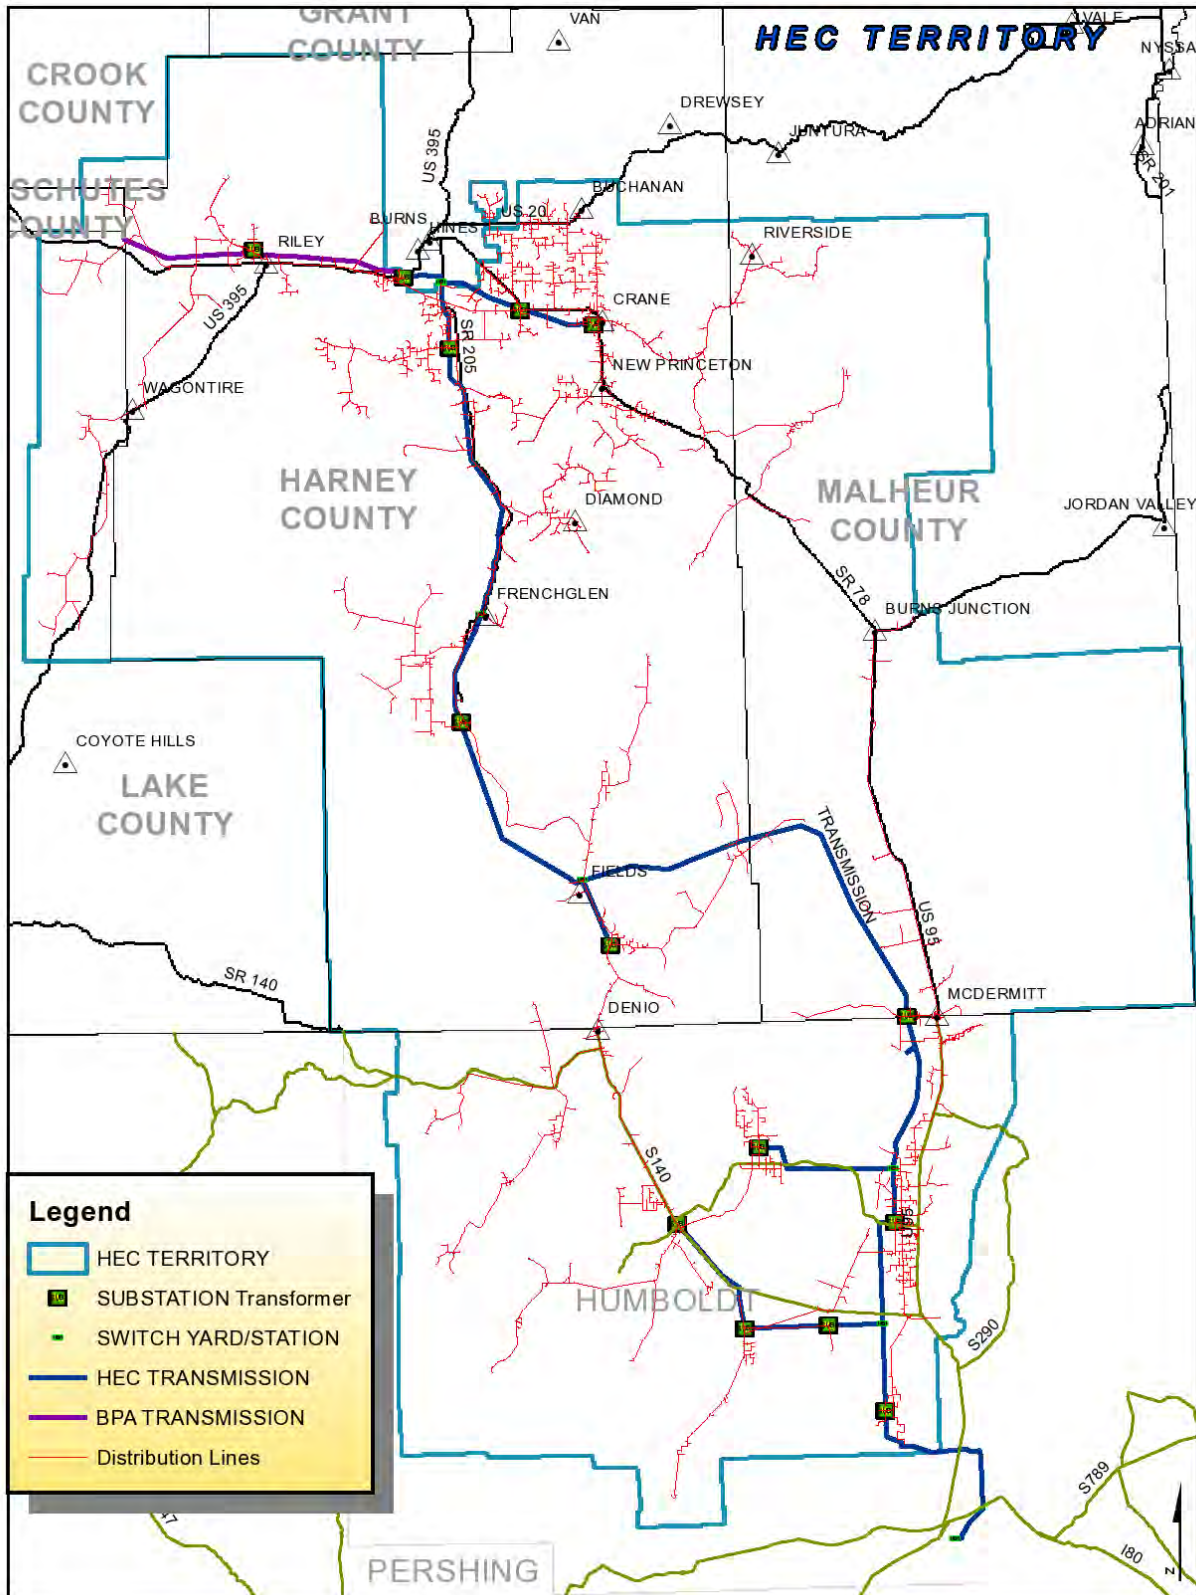 GRANT
COUNTY
VAN
HEC TERRITORY
VALE
NYSSA
CROOK
COUNTY
DREWSEY
JUNTURA
ADRIAN
SR 201
US 395
SCHUTES
COUNTY
BUCHANAN
US 20
BURNS
HINES
RILEY
RIVERSIDE
US 395
CRANE
SR 205
NEW PRINCETON
WAGONTIRE
HARNEY
COUNTY
DIAMOND
MALHEUR
COUNTY
JORDAN VALLEY
SR 78
FRENCHGLEN
BURNS JUNCTION
COYOTE HILLS
LAKE
COUNTY
TRANSMISSION
FIELDS
US 95
SR 140
DENIO
MCDERMITT
S140
U95
HUMBOLDT
S290
Legend
HEC TERRITORY
SUBSTATION Transformer
SWITCH YARD/STATION
HEC TRANSMISSION
BPA TRANSMISSION
Distribution Lines
S789
47
I80
PERSHING
N